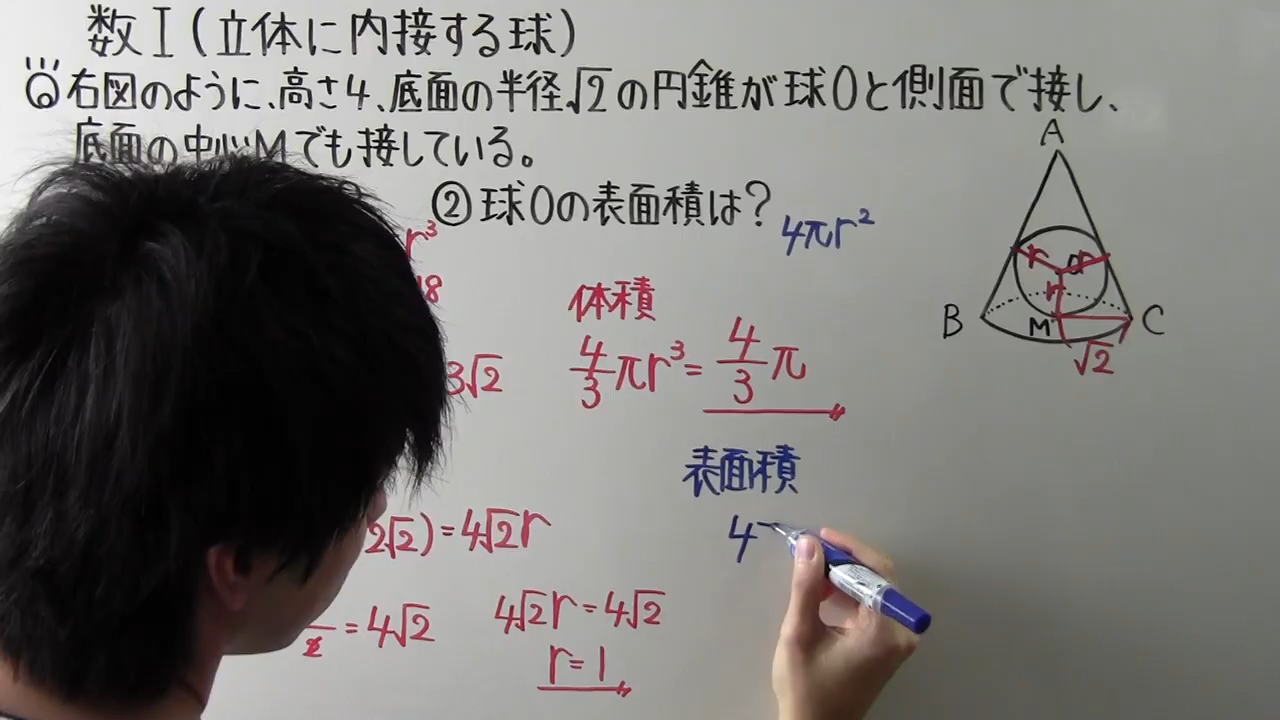 数I(立体に内接する球)
右図のように、高さ4、底面の半径√2の円錐が球Oと側面で接し、
底面の中心Mでも接している。
②球Oの表面積は?
4πr²
r³
18
体積
3√2
4/3 πr³ = 4/3 π
表面積
4
2√2) = 4√2r
= 4√2
4√2r = 4√2
r = 1
A
r
O
r
r
B
M
C
√2